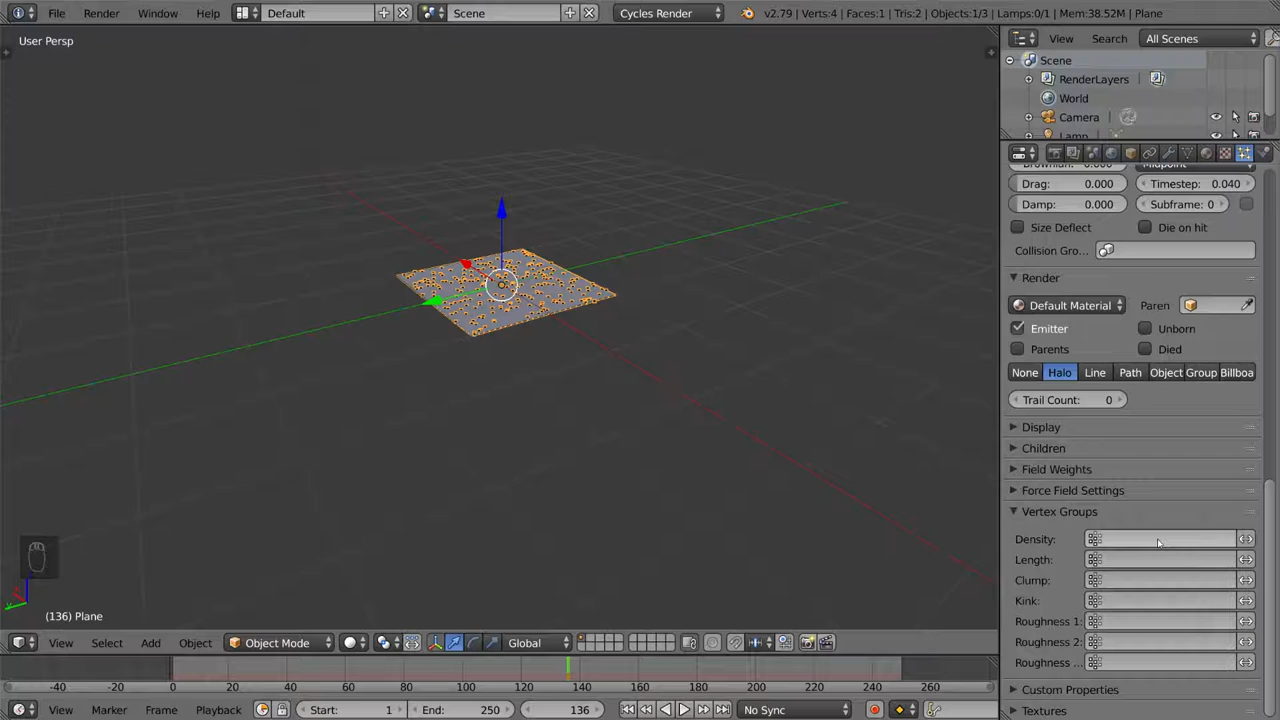 File Render Window Help Default Scene Cycles Render v2.79 | Verts:4 | Faces:1 | Tris:2 | Objects:1/3 | Lamps:0/1 | Mem:38.52M | Plane
User Persp
View Search All Scenes
Scene
RenderLayers
World
Camera
Lamp
Drag: 0.000 Timestep: 0.040
Damp: 0.000 Subframe: 0
Size Deflect Die on hit
Collision Gro...
Render
Default Material Paren
Emitter Unborn
Parents Died
None Halo Line Path Object Group Billboa
Trail Count: 0
Display
Children
Field Weights
Force Field Settings
Vertex Groups
Density:
Length:
Clump:
Kink:
Roughness 1:
Roughness 2:
Roughness ...
Custom Properties
Textures
z
x
y
(136) Plane
View Select Add Object Object Mode Global
-40 -20 0 20 40 60 80 100 120 140 160 180 200 220 240 260
View Marker Frame Playback Start: 1 End: 250 136 No Sync